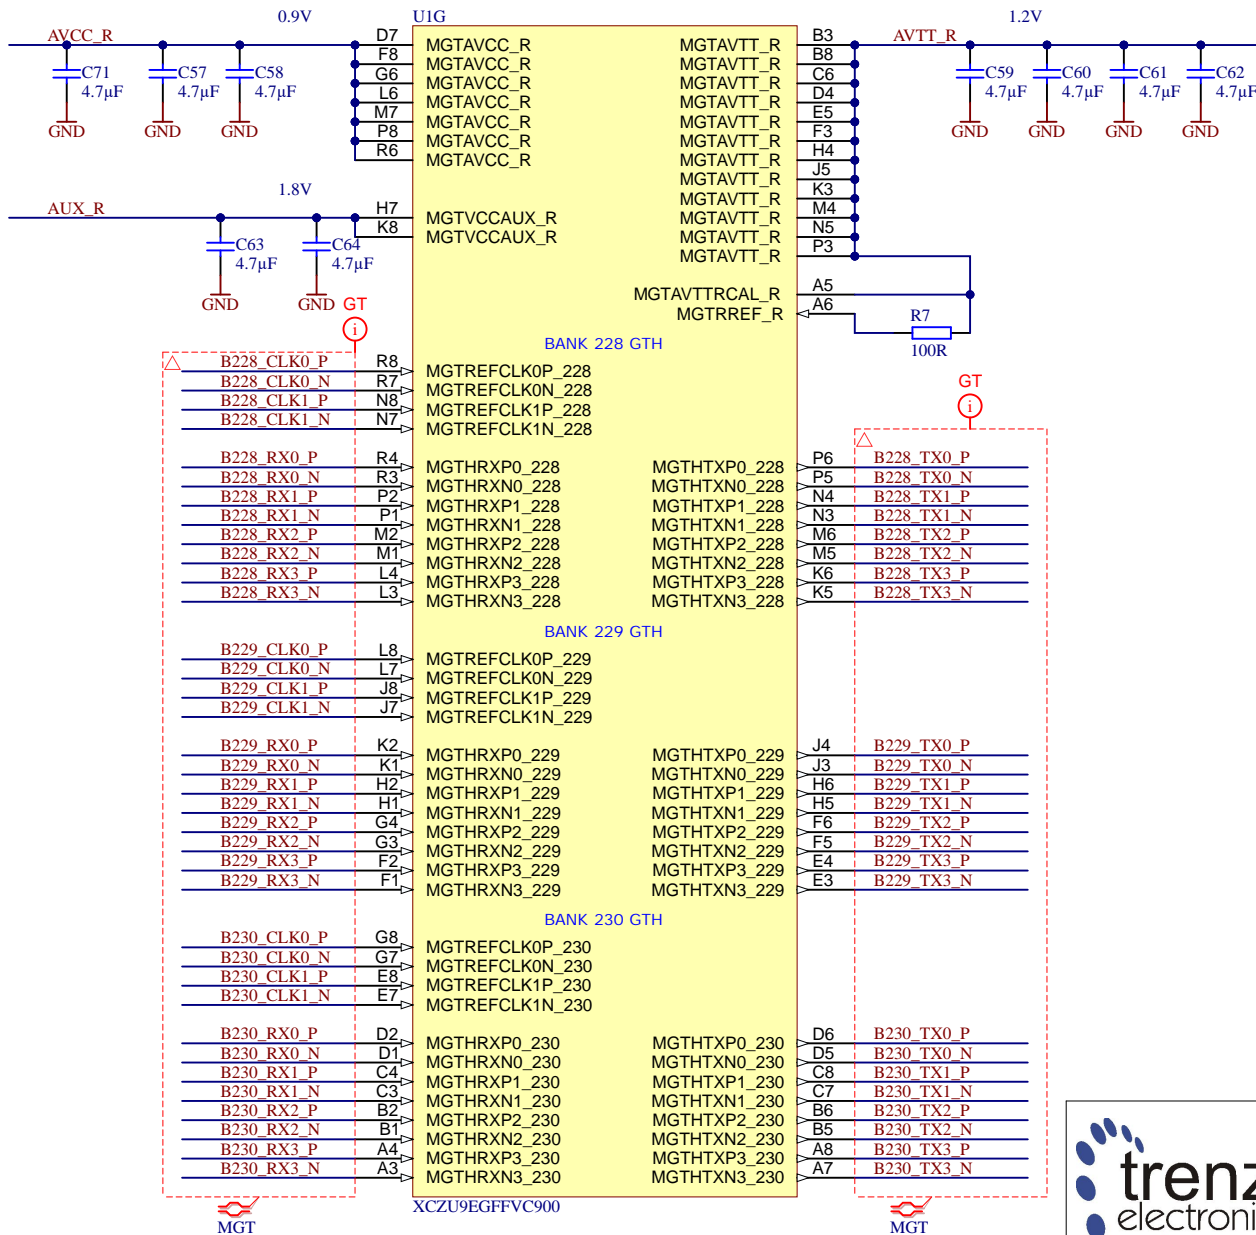 0.9V
U1G
1.2V
AVCC_R
D7 MGTAVCC_R MGTAVTT_R B3
AVTT_R
F8 MGTAVCC_R MGTAVTT_R B8
C71 4.7µF GND
C57 4.7µF GND
C58 4.7µF GND
G6 MGTAVCC_R MGTAVTT_R C6
L6 MGTAVCC_R MGTAVTT_R D4
M7 MGTAVCC_R MGTAVTT_R E5
P8 MGTAVCC_R MGTAVTT_R F3
R6 MGTAVCC_R MGTAVTT_R H4
C59 4.7µF GND
C60 4.7µF GND
C61 4.7µF GND
C62 4.7µF GND
MGTAVTT_R J5
MGTAVTT_R K3
1.8V
AUX_R
H7 MGTVCCAUX_R MGTAVTT_R M4
K8 MGTVCCAUX_R MGTAVTT_R N5
MGTAVTT_R P3
C63 4.7µF GND
C64 4.7µF GND
MGTAVTTRCAL_R A5
MGTRREF_R A6
R7
100R
GT
i
BANK 228 GTH
B228_CLK0_P R8 MGTREFCLK0P_228
B228_CLK0_N R7 MGTREFCLK0N_228
B228_CLK1_P N8 MGTREFCLK1P_228
B228_CLK1_N N7 MGTREFCLK1N_228
GT
i
B228_RX0_P R4 MGTHRXP0_228 MGTHTXP0_228 P6 B228_TX0_P
B228_RX0_N R3 MGTHRXN0_228 MGTHTXN0_228 P5 B228_TX0_N
B228_RX1_P P2 MGTHRXP1_228 MGTHTXP1_228 N4 B228_TX1_P
B228_RX1_N P1 MGTHRXN1_228 MGTHTXN1_228 N3 B228_TX1_N
B228_RX2_P M2 MGTHRXP2_228 MGTHTXP2_228 M6 B228_TX2_P
B228_RX2_N M1 MGTHRXN2_228 MGTHTXN2_228 M5 B228_TX2_N
B228_RX3_P L4 MGTHRXP3_228 MGTHTXP3_228 K6 B228_TX3_P
B228_RX3_N L3 MGTHRXN3_228 MGTHTXN3_228 K5 B228_TX3_N
BANK 229 GTH
B229_CLK0_P L8 MGTREFCLK0P_229
B229_CLK0_N L7 MGTREFCLK0N_229
B229_CLK1_P J8 MGTREFCLK1P_229
B229_CLK1_N J7 MGTREFCLK1N_229
B229_RX0_P K2 MGTHRXP0_229 MGTHTXP0_229 J4 B229_TX0_P
B229_RX0_N K1 MGTHRXN0_229 MGTHTXN0_229 J3 B229_TX0_N
B229_RX1_P H2 MGTHRXP1_229 MGTHTXP1_229 H6 B229_TX1_P
B229_RX1_N H1 MGTHRXN1_229 MGTHTXN1_229 H5 B229_TX1_N
B229_RX2_P G4 MGTHRXP2_229 MGTHTXP2_229 F6 B229_TX2_P
B229_RX2_N G3 MGTHRXN2_229 MGTHTXN2_229 F5 B229_TX2_N
B229_RX3_P F2 MGTHRXP3_229 MGTHTXP3_229 E4 B229_TX3_P
B229_RX3_N F1 MGTHRXN3_229 MGTHTXN3_229 E3 B229_TX3_N
BANK 230 GTH
B230_CLK0_P G8 MGTREFCLK0P_230
B230_CLK0_N G7 MGTREFCLK0N_230
B230_CLK1_P E8 MGTREFCLK1P_230
B230_CLK1_N E7 MGTREFCLK1N_230
B230_RX0_P D2 MGTHRXP0_230 MGTHTXP0_230 D6 B230_TX0_P
B230_RX0_N D1 MGTHRXN0_230 MGTHTXN0_230 D5 B230_TX0_N
B230_RX1_P C4 MGTHRXP1_230 MGTHTXP1_230 C8 B230_TX1_P
B230_RX1_N C3 MGTHRXN1_230 MGTHTXN1_230 C7 B230_TX1_N
B230_RX2_P B2 MGTHRXP2_230 MGTHTXP2_230 B6 B230_TX2_P
B230_RX2_N B1 MGTHRXN2_230 MGTHTXN2_230 B5 B230_TX2_N
B230_RX3_P A4 MGTHRXP3_230 MGTHTXP3_230 A8 B230_TX3_P
B230_RX3_N A3 MGTHRXN3_230 MGTHTXN3_230 A7 B230_TX3_N
MGT
XCZU9EGFFVC900
MGT
trenz
electroni